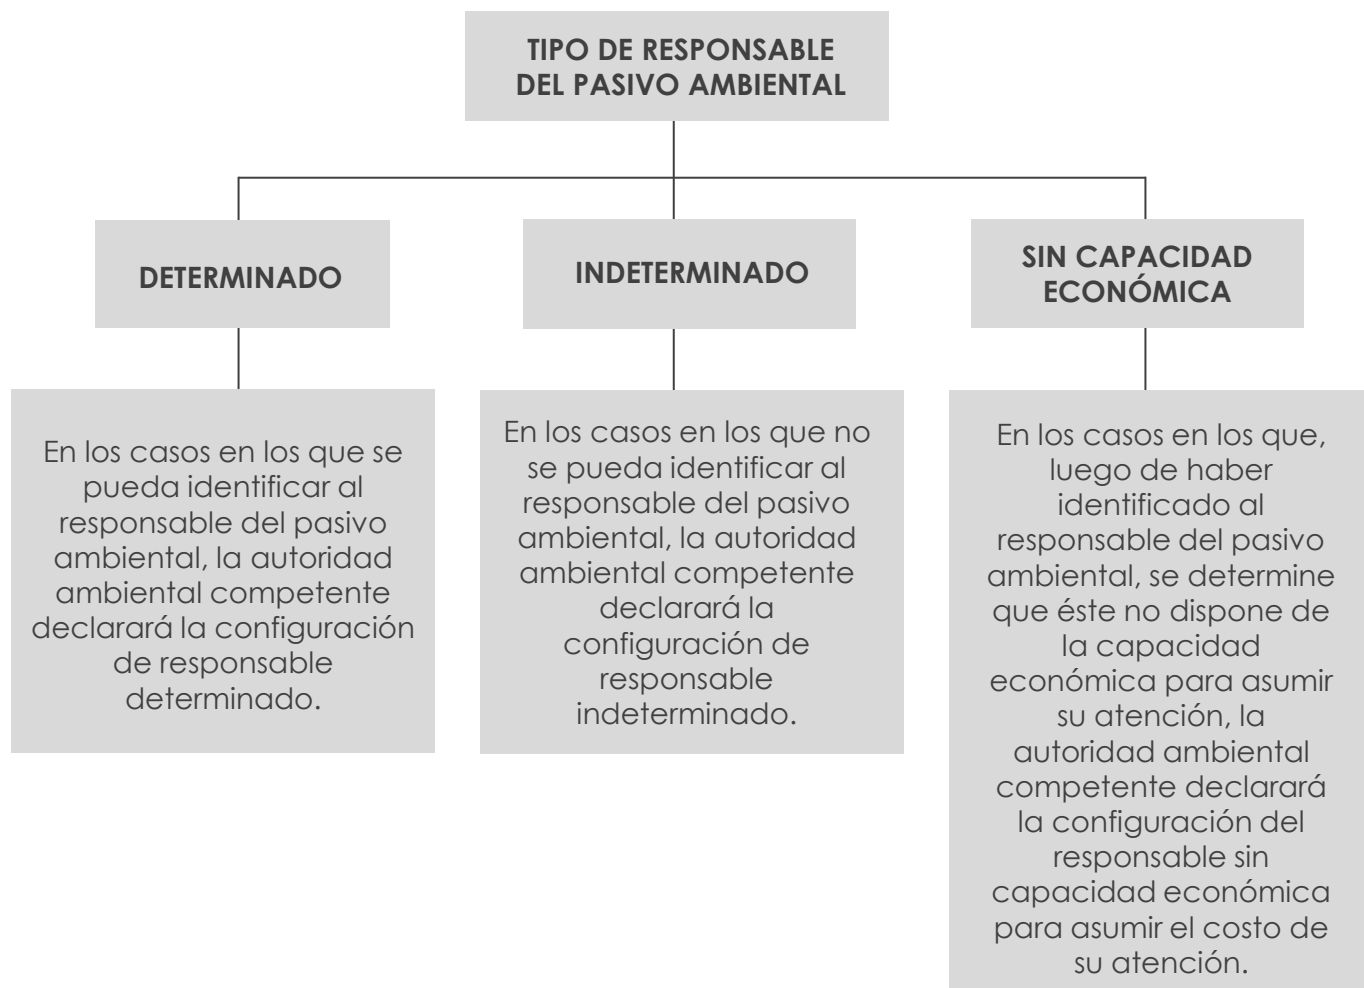 TIPO DE RESPONSABLE
DEL PASIVO AMBIENTAL
DETERMINADO
En los casos en los que se
pueda identificar al
responsable del pasivo
ambiental, la autoridad
ambiental competente
declarará la configuración
de responsable
determinado.
INDETERMINADO
En los casos en los que no
se pueda identificar al
responsable del pasivo
ambiental, la autoridad
ambiental competente
declarará la
configuración de
responsable
indeterminado.
SIN CAPACIDAD
ECONÓMICA
En los casos en los que,
luego de haber
identificado al
responsable del pasivo
ambiental, se determine
que éste no dispone de
la capacidad
económica para asumir
su atención, la
autoridad ambiental
competente declarará
la configuración del
responsable sin
capacidad económica
para asumir el costo de
su atención.